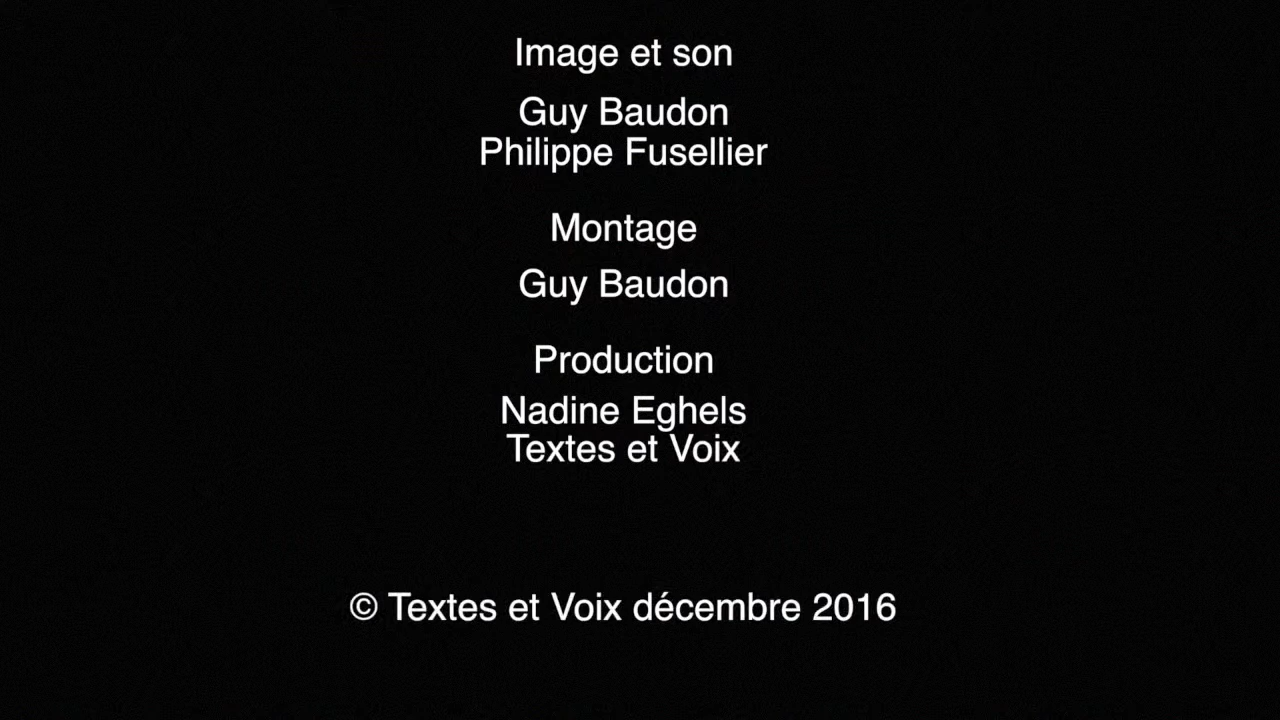 Image et son
Guy Baudon
Philippe Fusellier
Montage
Guy Baudon
Production
Nadine Eghels
Textes et Voix
© Textes et Voix décembre 2016